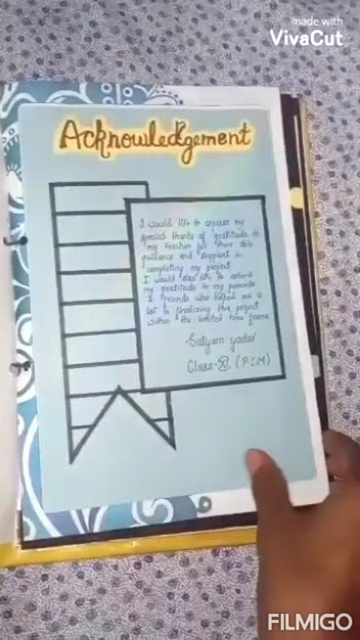 made with
VivaCut
Acknowledgement
I would like to express my
special thanks of gratitude to
my teacher for their able
guidance and support in
completing my project
I would also like to extend
my gratitude to my parents
& friends who helped me a
lot in finalizing this project
within the limited time frame
Satyam yadav
Class-XI (P.C.M)
FILMIGO